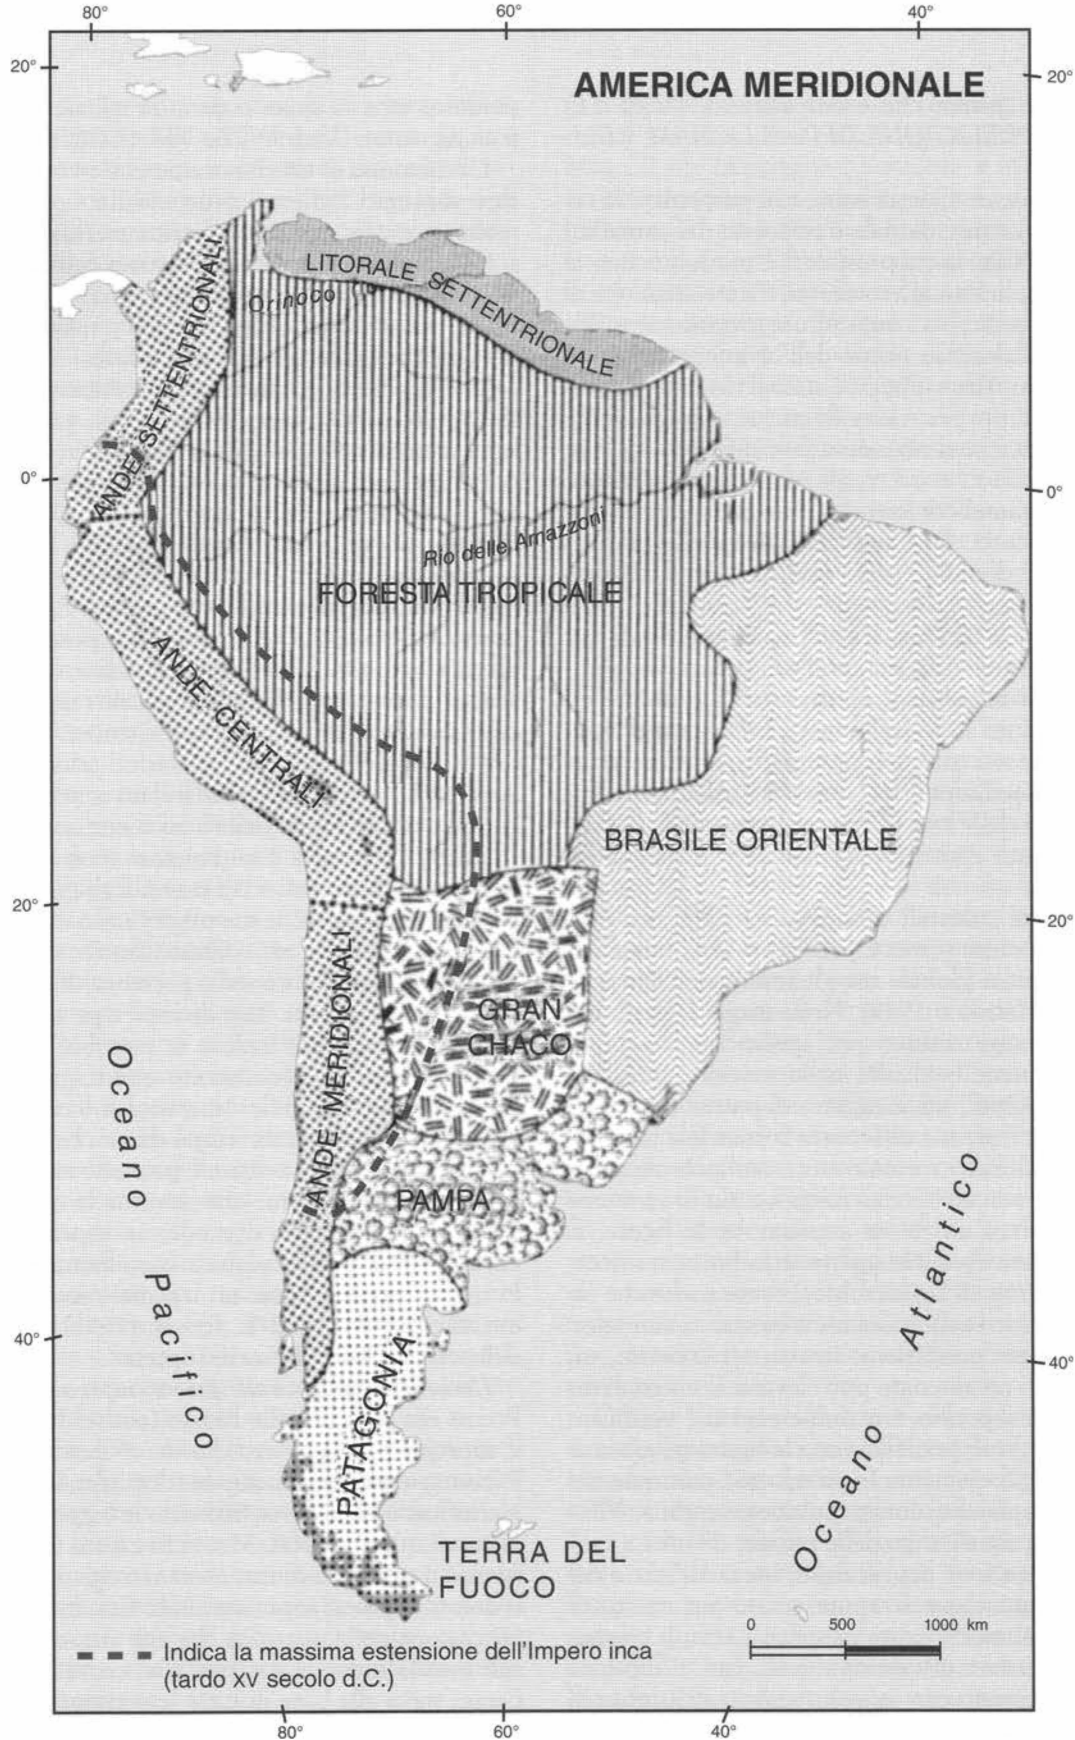 80°
60°
40°
20°
20°
AMERICA MERIDIONALE
LITORALE SETTENTRIONALE
Orinoco
ANDE SETTENTRIONALI
0°
0°
Rio delle Amazzoni
FORESTA TROPICALE
ANDE CENTRALI
BRASILE ORIENTALE
20°
20°
ANDE MERIDIONALI
GRAN
CHACO
Oceano Pacifico
PAMPA
Oceano Atlantico
40°
40°
PATAGONIA
TERRA DEL
FUOCO
0 500 1000 km
Indica la massima estensione dell'Impero inca
(tardo XV secolo d.C.)
80°
60°
40°